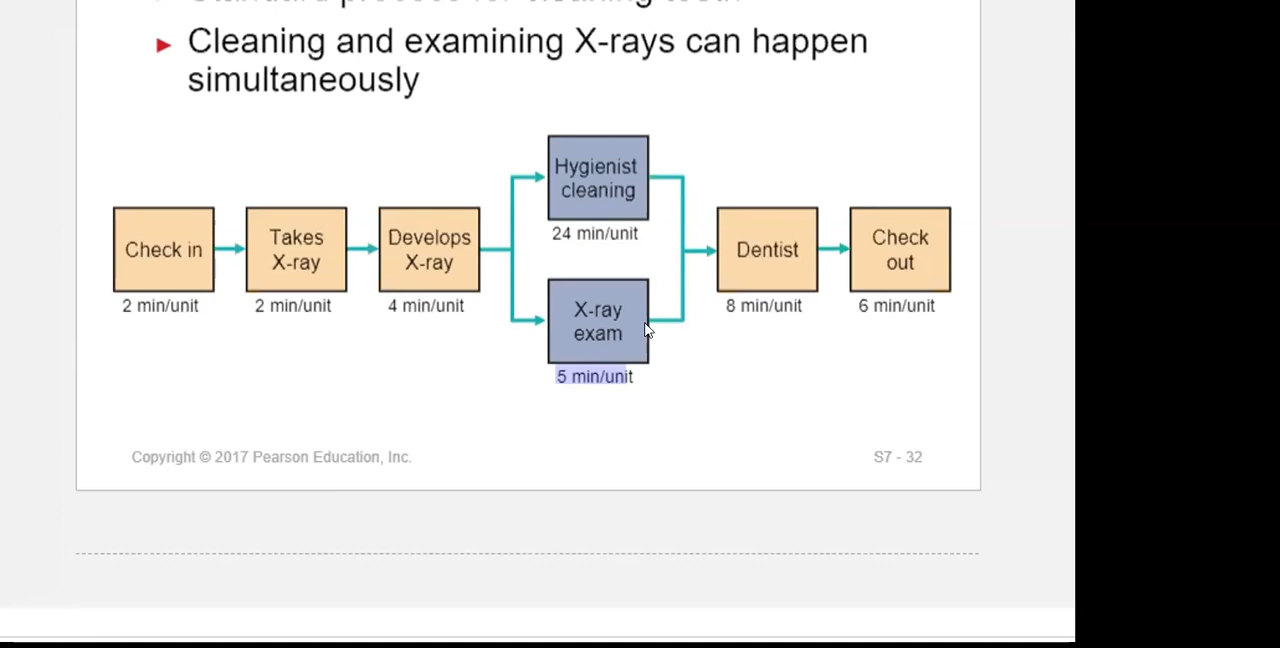 Cleaning and examining X-rays can happen
simultaneously
Hygienist
cleaning
24 min/unit
Check in
2 min/unit
Takes
X-ray
2 min/unit
Develops
X-ray
4 min/unit
X-ray
exam
5 min/unit
Dentist
8 min/unit
Check
out
6 min/unit
Copyright © 2017 Pearson Education, Inc.
S7 - 32